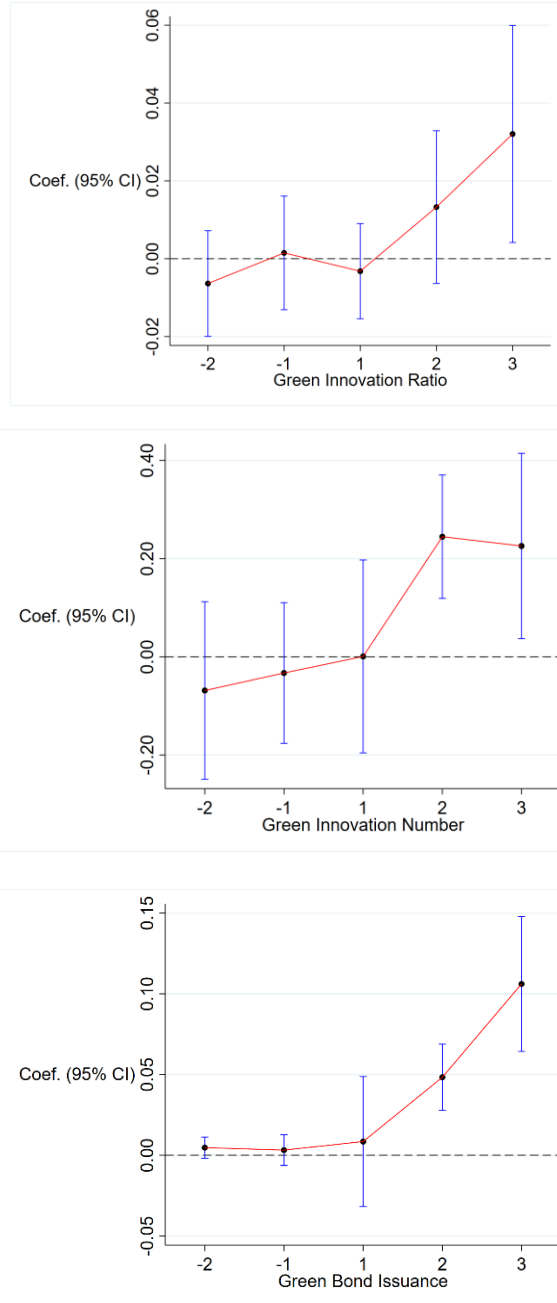 0.06
0.04
Coef. (95% CI)
0.02
0.00
-0.02
-2 -1 1 2 3
Green Innovation Ratio
0.40
0.20
Coef. (95% CI)
0.00
-0.20
-2 -1 1 2 3
Green Innovation Number
0.15
0.10
Coef. (95% CI)
0.05
0.00
-0.05
-2 -1 1 2 3
Green Bond Issuance